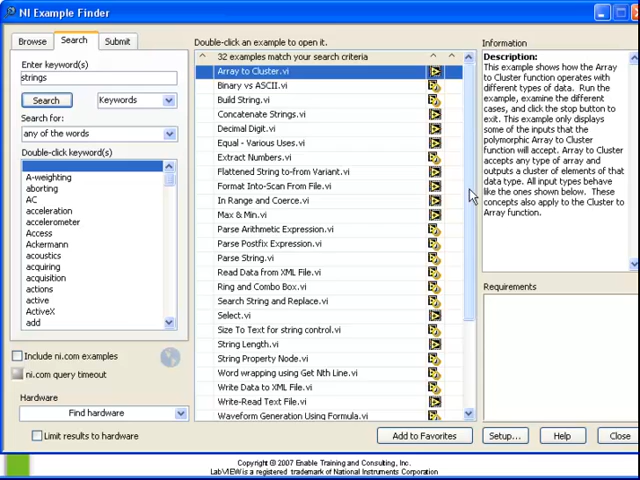 NI Example Finder
Browse
Search
Submit
Enter keyword(s)
strings
Search
Keywords
Search for:
any of the words
Double-click keyword(s)
A-weighting
aborting
AC
acceleration
accelerometer
Access
Ackermann
acoustics
acquiring
acquisition
actions
active
ActiveX
add
Include ni.com examples
ni.com query timeout
Hardware
Find hardware
Limit results to hardware
Double-click an example to open it.
32 examples match your search criteria
Array to Cluster.vi
Binary vs ASCII.vi
Build String.vi
Concatenate Strings.vi
Decimal Digit.vi
Equal - Various Uses.vi
Extract Numbers.vi
Flattened String to-from Variant.vi
Format Into-Scan From File.vi
In Range and Coerce.vi
Max & Min.vi
Parse Arithmetic Expression.vi
Parse Postfix Expression.vi
Parse String.vi
Read Data from XML File.vi
Ring and Combo Box.vi
Search String and Replace.vi
Select.vi
Size To Text for string control.vi
String Length.vi
String Property Node.vi
Word wrapping using Get Nth Line.vi
Write Data to XML File.vi
Write-Read Text File.vi
Waveform Generation Using Formula.vi
Information
Description:
This example shows how the Array
to Cluster function operates with
different types of data. Run the
example, examine the different
cases, and click the stop button to
exit. This example only displays
some of the inputs that the
polymorphic Array to Cluster
function will accept. Array to Cluster
accepts any type of array and
outputs a cluster of elements of that
data type. All input types behave
like the ones shown below. These
concepts also apply to the Cluster to
Array function.
Requirements
Add to Favorites
Setup...
Help
Close
Copyright © 2007 Enable Training and Consulting, Inc.
LabVIEW is a registered trademark of National Instruments Corporation